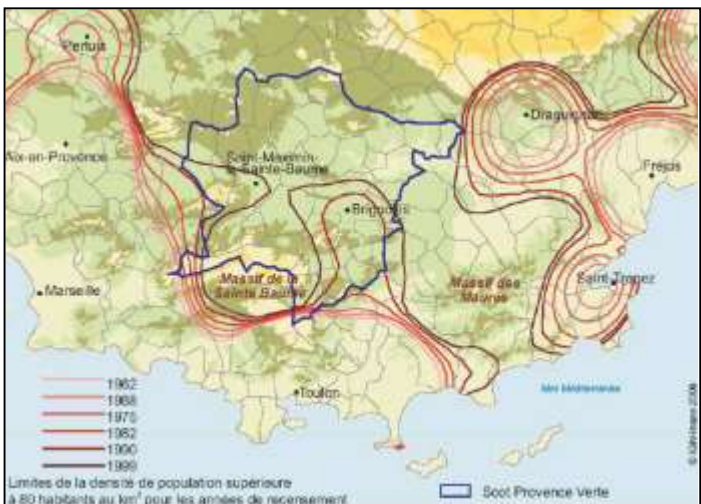 Pertuis
Draguignan
Aix-en-Provence
Saint-Maximin-
la-Sainte-Baume
Fréjus
Brignoles
Massif de la
Sainte Baume
Massif des
Maures
Saint-Tropez
Marseille
Toulon
Mer Méditerranée
1962
1968
1975
1982
1990
1999
Limites de la densité de population supérieure
à 80 habitants au km² pour les années de recensement
Scot Provence Verte
2006